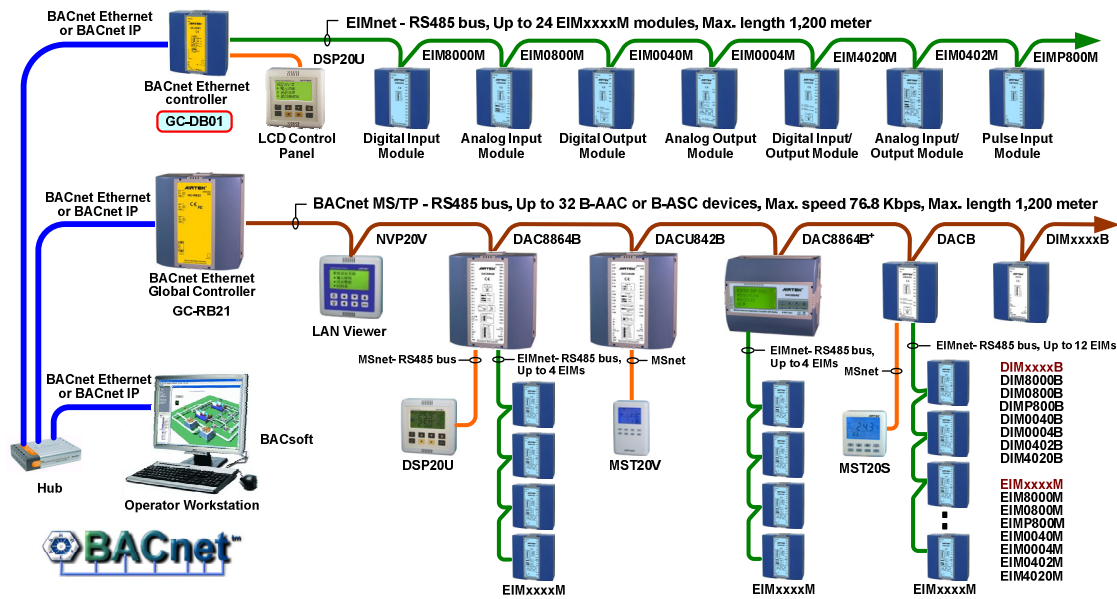 BACnet Ethernet
or BACnet IP
EIMnet - RS485 bus, Up to 24 EIMxxxxM modules, Max. length 1,200 meter
DSP20U
EIM8000M
EIM0800M
EIM0040M
EIM0004M
EIM4020M
EIM0402M
EIMP800M
BACnet Ethernet
controller
GC-DB01
LCD Control
Panel
Digital Input
Module
Analog Input
Module
Digital Output
Module
Analog Output
Module
Digital Input/
Output Module
Analog Input/
Output Module
Pulse Input
Module
BACnet Ethernet
or BACnet IP
AIRTEK
BACnet MS/TP - RS485 bus, Up to 32 B-AAC or B-ASC devices, Max. speed 76.8 Kbps, Max. length 1,200 meter
NVP20V
DAC8864B
DACU842B
DAC8864B+
DACB
DIMxxxxB
BACnet Ethernet
Global Controller
GC-RB21
LAN Viewer
AIRTEK
AIRTEK
AIRTEK
MSnet- RS485 bus
EIMnet- RS485 bus,
Up to 4 EIMs
MSnet
EIMnet- RS485 bus,
Up to 4 EIMs
EIMnet- RS485 bus, Up to 12 EIMs
MSnet
BACnet Ethernet
or BACnet IP
BACsoft
Hub
Operator Workstation
DSP20U
MST20V
MST20S
DIMxxxxB
DIM8000B
DIM0800B
DIMP800B
DIM0040B
DIM0004B
DIM0402B
DIM4020B
EIMxxxxM
EIM8000M
EIM0800M
EIMP800M
EIM0040M
EIM0004M
EIM0402M
EIM4020M
BACnet™
EIMxxxxM
EIMxxxxM
EIMxxxxM